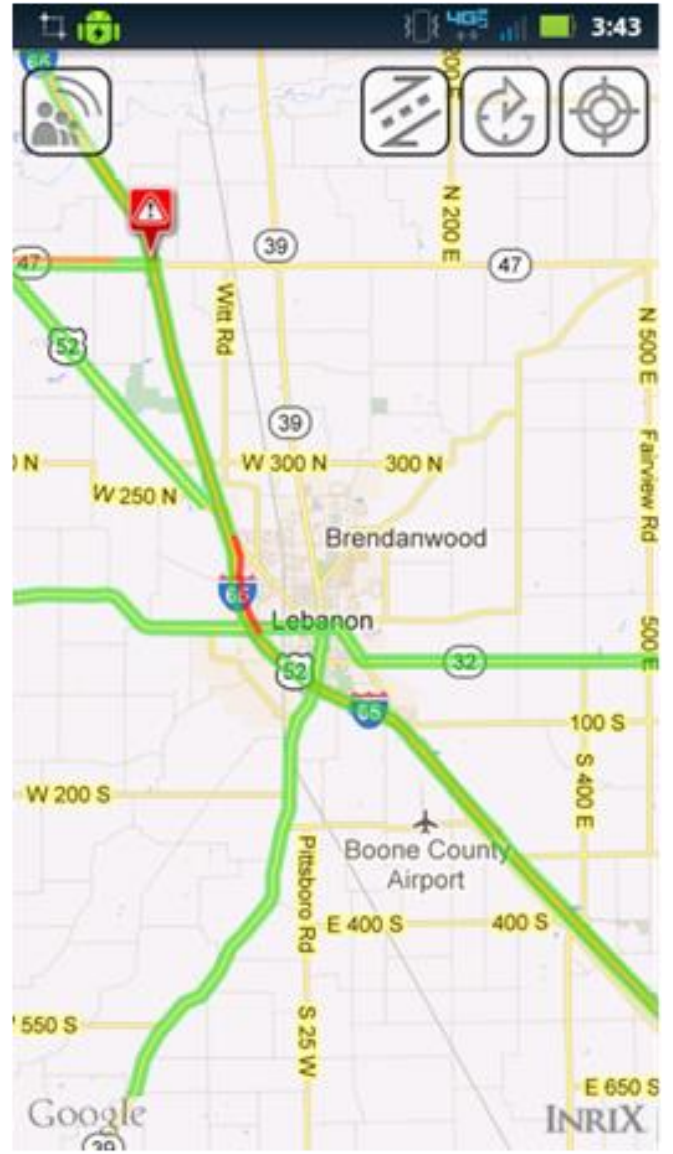 3:43
4G
65
200 E
N 200 E
39
47
47
Witt Rd
52
N 500 E
39
N
W 300 N
300 N
W 250 N
Fairview Rd
Brendanwood
65
Lebanon
500 E
52
32
65
100 S
S 400 E
W 200 S
Boone County
Airport
Pittsboro Rd
E 400 S
400 S
550 S
S 25 W
E 650 S
Google
INRIX
39